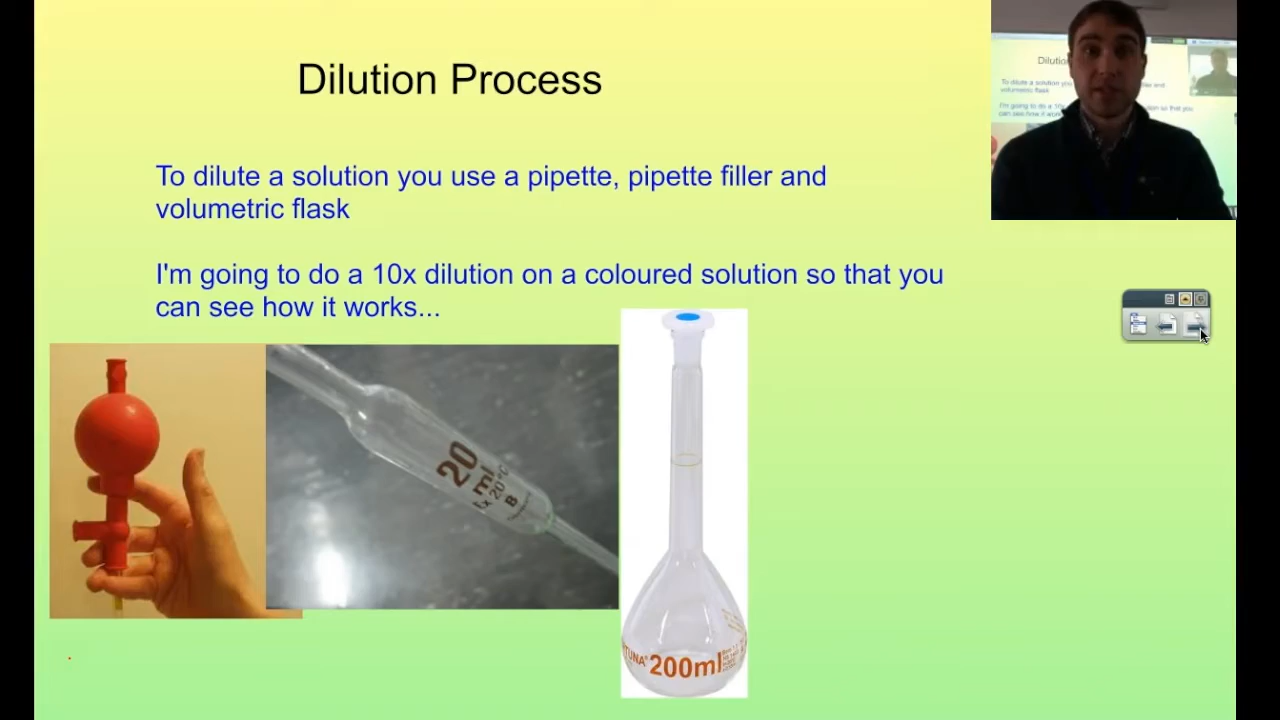 Dilution Process
To dilute a solution you use a pipette, pipette filler and
volumetric flask
I'm going to do a 10x dilution on a coloured solution so that you
can see how it works...
20
ml
20°C
B
200ml